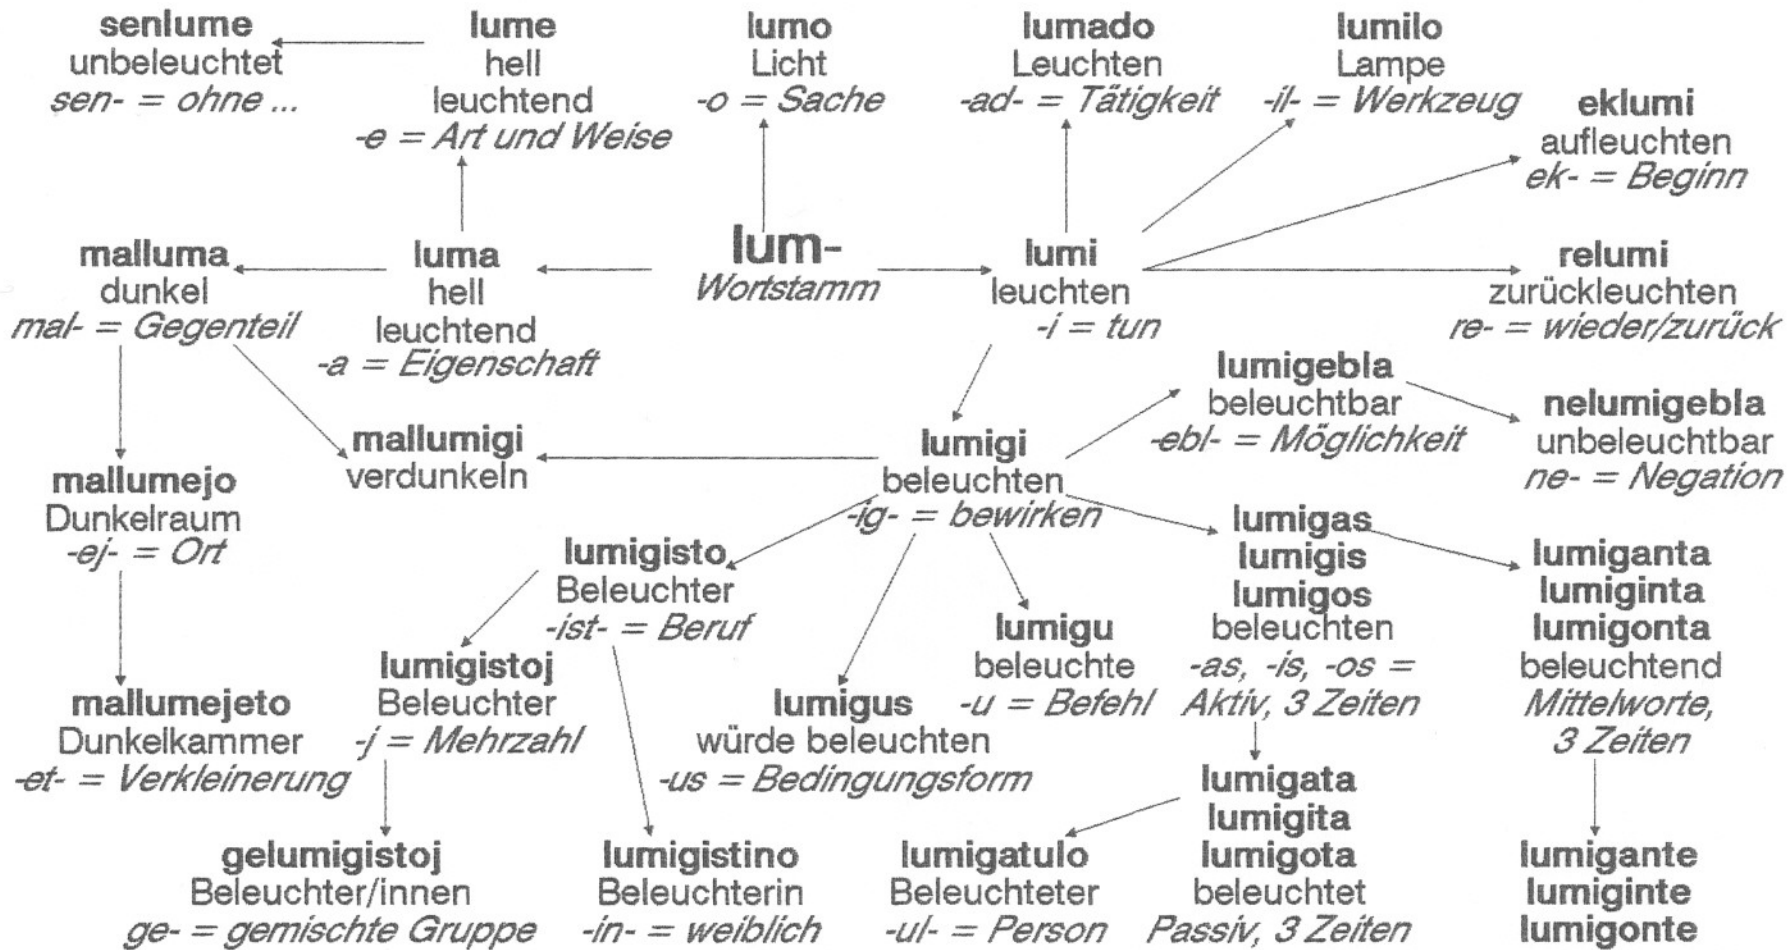 senlume
unbeleuchtet
sen- = ohne ...
lume
hell
leuchtend
-e = Art und Weise
lumo
Licht
-o = Sache
lumado
Leuchten
-ad- = Tätigkeit
lumilo
Lampe
-il- = Werkzeug
eklumi
aufleuchten
ek- = Beginn
malluma
dunkel
mal- = Gegenteil
luma
hell
leuchtend
-a = Eigenschaft
lum-
Wortstamm
lumi
leuchten
-i = tun
relumi
zurückleuchten
re- = wieder/zurück
lumigebla
beleuchtbar
-ebl- = Möglichkeit
nelumigebla
unbeleuchtbar
ne- = Negation
mallumigi
verdunkeln
lumigi
beleuchten
-ig- = bewirken
mallumejo
Dunkelraum
-ej- = Ort
lumigisto
Beleuchter
-ist- = Beruf
lumigas
lumigis
lumigos
beleuchten
-as, -is, -os =
Aktiv, 3 Zeiten
lumiganta
lumiginta
lumigonta
beleuchtend
Mittelworte,
3 Zeiten
lumigu
beleuchte
-u = Befehl
lumigistoj
Beleuchter
-j = Mehrzahl
mallumejeto
Dunkelkammer
-et- = Verkleinerung
lumigus
würde beleuchten
-us = Bedingungsform
lumigata
lumigita
lumigota
beleuchtet
Passiv, 3 Zeiten
gelumigistoj
Beleuchter/innen
ge- = gemischte Gruppe
lumigistino
Beleuchterin
-in- = weiblich
lumigatulo
Beleuchteter
-ul- = Person
lumigante
lumiginte
lumigonte